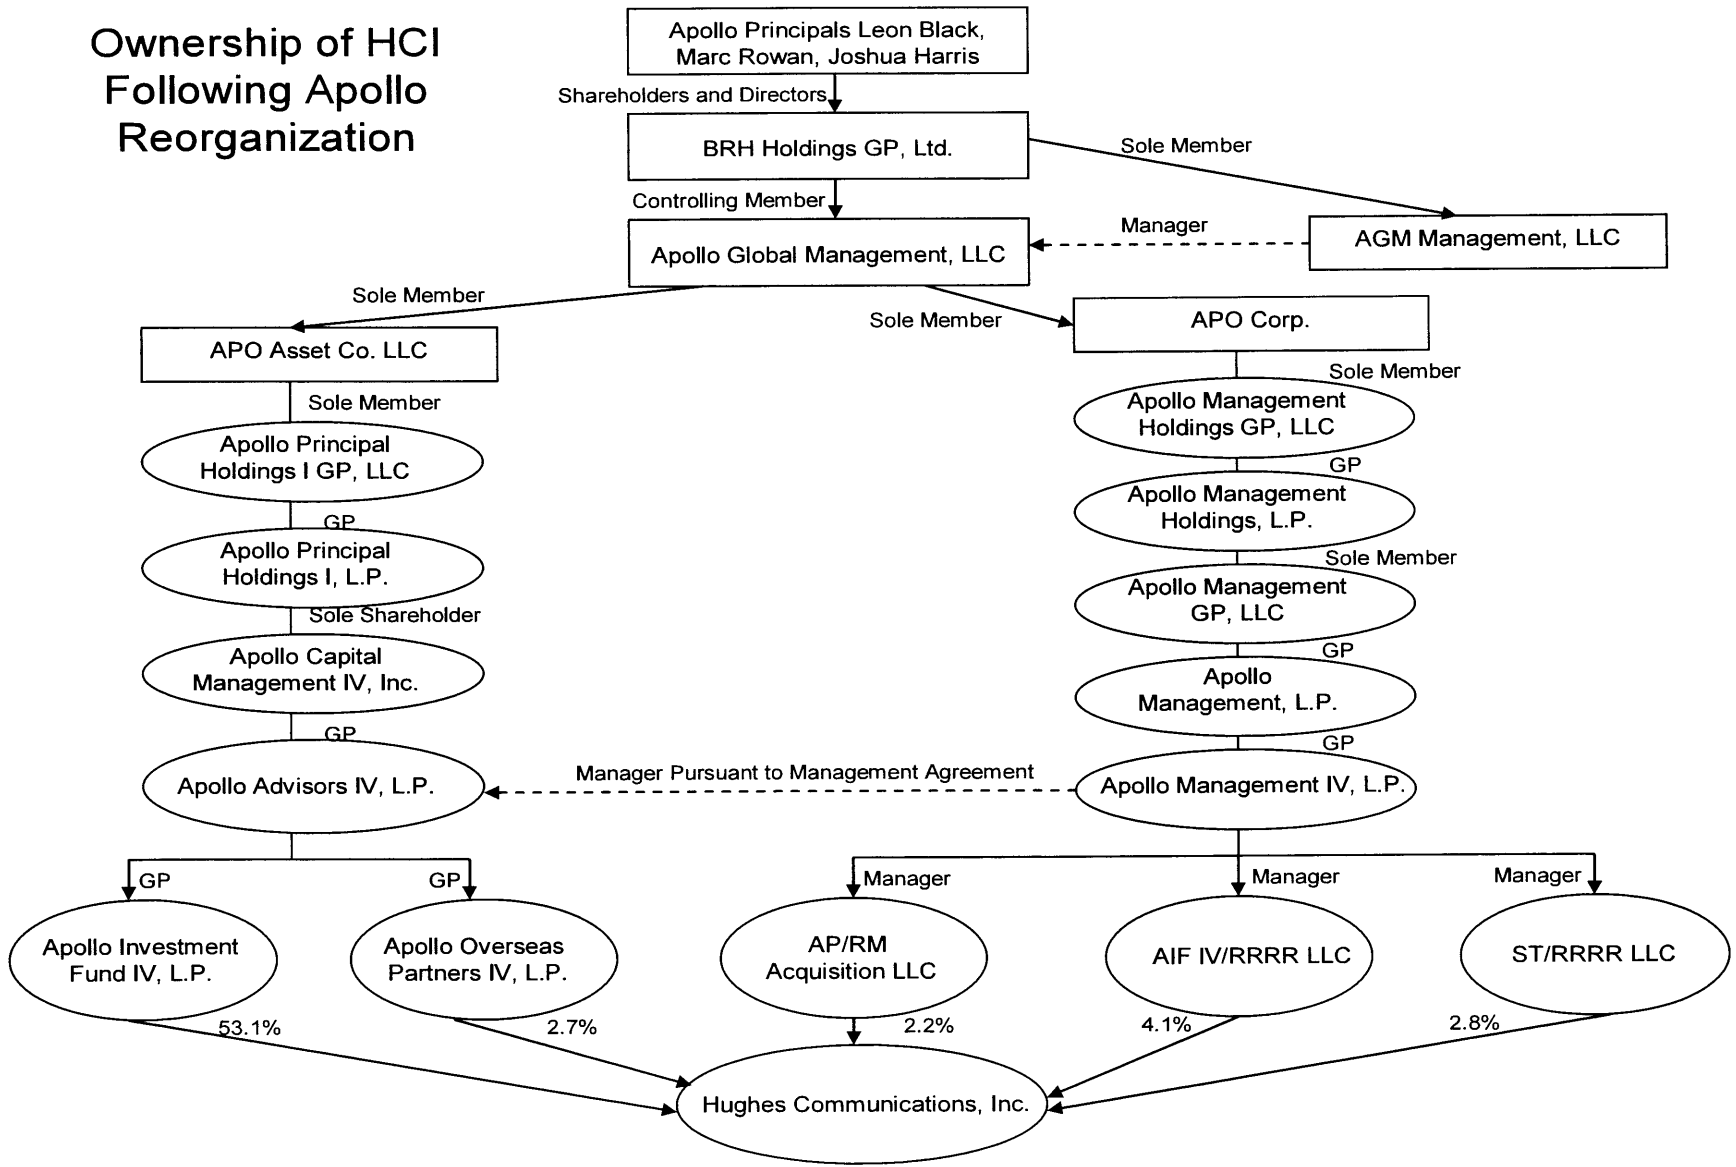 Ownership of HCI
Following Apollo
Reorganization
Apollo Principals Leon Black,
Marc Rowan, Joshua Harris
Shareholders and Directors
BRH Holdings GP, Ltd.
Sole Member
Controlling Member
Apollo Global Management, LLC
Manager
AGM Management, LLC
Sole Member
Sole Member
APO Asset Co. LLC
APO Corp.
Sole Member
Apollo Principal
Holdings I GP, LLC
GP
Apollo Principal
Holdings I, L.P.
Sole Shareholder
Apollo Capital
Management IV, Inc.
GP
Apollo Advisors IV, L.P.
Sole Member
Apollo Management
Holdings GP, LLC
GP
Apollo Management
Holdings, L.P.
Sole Member
Apollo Management
GP, LLC
GP
Apollo
Management, L.P.
GP
Apollo Management IV, L.P.
Manager Pursuant to Management Agreement
GP
GP
Manager
Manager
Manager
Apollo Investment
Fund IV, L.P.
Apollo Overseas
Partners IV, L.P.
AP/RM
Acquisition LLC
AIF IV/RRRR LLC
ST/RRRR LLC
53.1%
2.7%
2.2%
4.1%
2.8%
Hughes Communications, Inc.